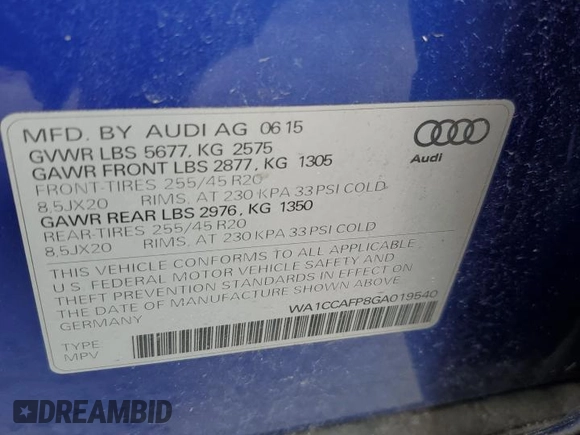 MFD. BY AUDI AG 06 15
GVWR LBS 5677, KG 2575
GAWR FRONT LBS 2877, KG 1305
FRONT-TIRES 255/45 R20
8,5JX20 RIMS, AT 230 KPA 33 PSI COLD
GAWR REAR LBS 2976, KG 1350
REAR-TIRES 255/45 R20
8,5JX20 RIMS, AT 230 KPA 33 PSI COLD
THIS VEHICLE CONFORMS TO ALL APPLICABLE
U.S. FEDERAL MOTOR VEHICLE SAFETY AND
THEFT PREVENTION STANDARDS IN EFFECT ON
THE DATE OF MANUFACTURE SHOWN ABOVE.
GERMANY
WA1CCAFP8GA019540
TYPE
MPV
Audi
DREAMBID